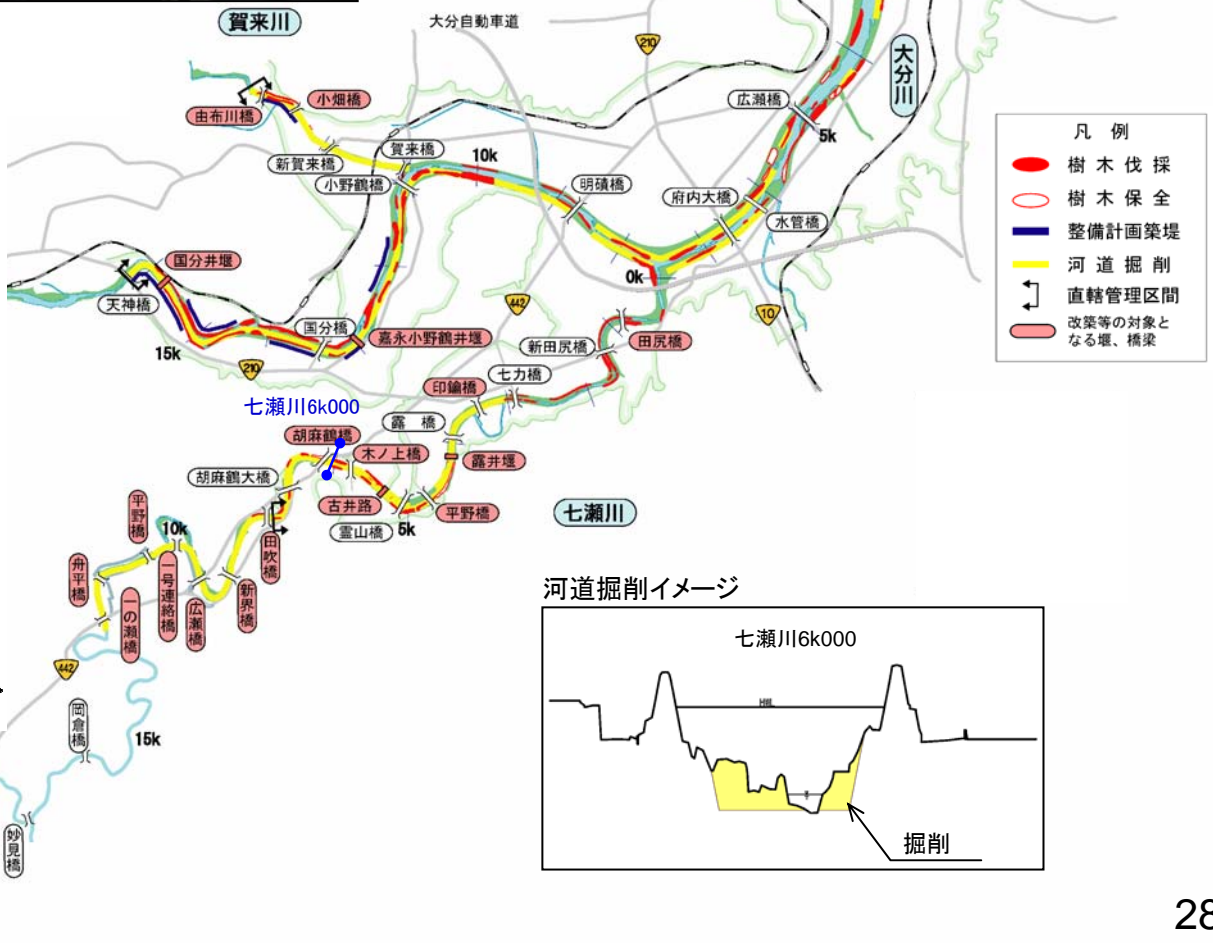 賀来川
大分自動車道
210
大分川
小畑橋
由布川橋
広瀬橋
5k
新賀来橋
賀来橋
10k
小野鶴橋
明磧橋
府内大橋
水管橋
凡 例
樹 木 伐 採
樹 木 保 全
整備計画築堤
河 道 掘 削
直轄管理区間
改築等の対象と
なる堰、橋梁
国分井堰
天神橋
0k
442
10
国分橋
嘉永小野鶴井堰
新田尻橋
田尻橋
15k
210
七力橋
印鑰橋
七瀬川6k000
露 橋
胡麻鶴橋
木ノ上橋
露井堰
胡麻鶴大橋
古井路
平野橋
霊山橋
5k
七瀬川
平野橋
10k
田吹橋
舟平橋
一の瀬橋
一号連絡橋
広瀬橋
新界橋
442
岡倉橋
15k
妙見橋
河道掘削イメージ
七瀬川6k000
HWL
掘削
28